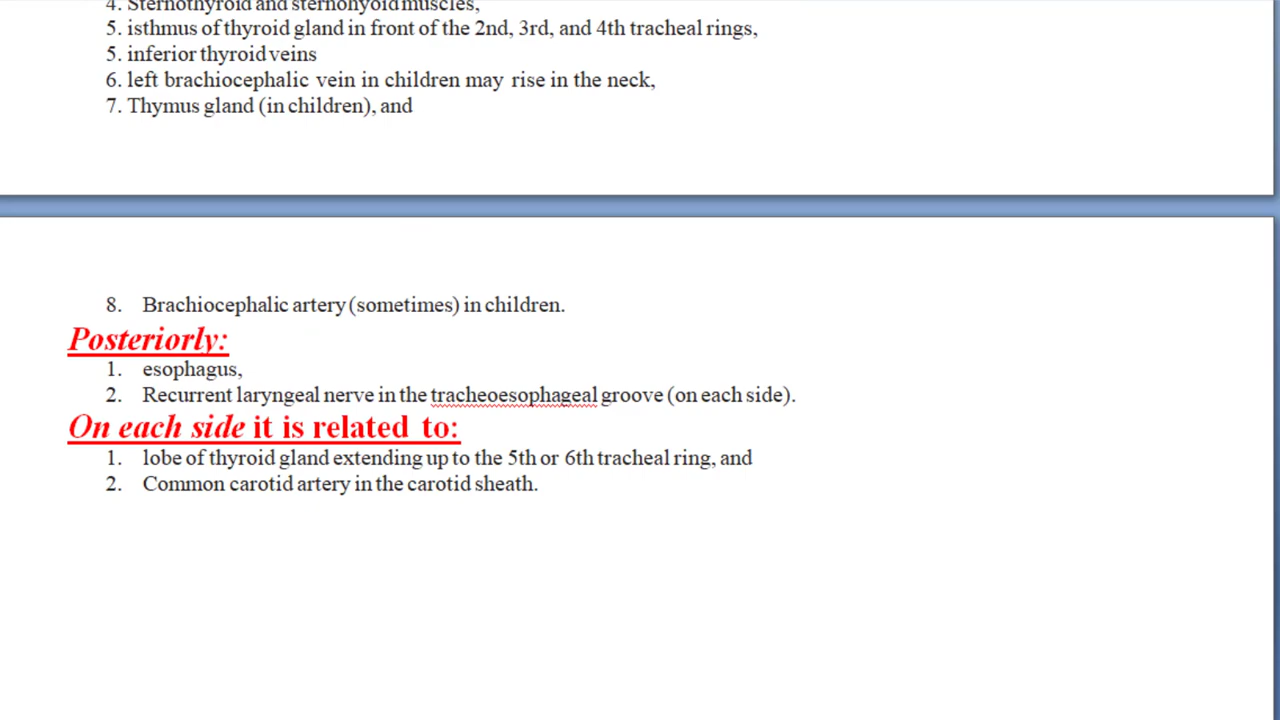 4. Sternothyroid and sternohyoid muscles,
5. isthmus of thyroid gland in front of the 2nd, 3rd, and 4th tracheal rings,
5. inferior thyroid veins
6. left brachiocephalic vein in children may rise in the neck,
7. Thymus gland (in children), and
8. Brachiocephalic artery (sometimes) in children.
Posteriorly:
1. esophagus,
2. Recurrent laryngeal nerve in the tracheoesophageal groove (on each side).
On each side it is related to:
1. lobe of thyroid gland extending up to the 5th or 6th tracheal ring, and
2. Common carotid artery in the carotid sheath.